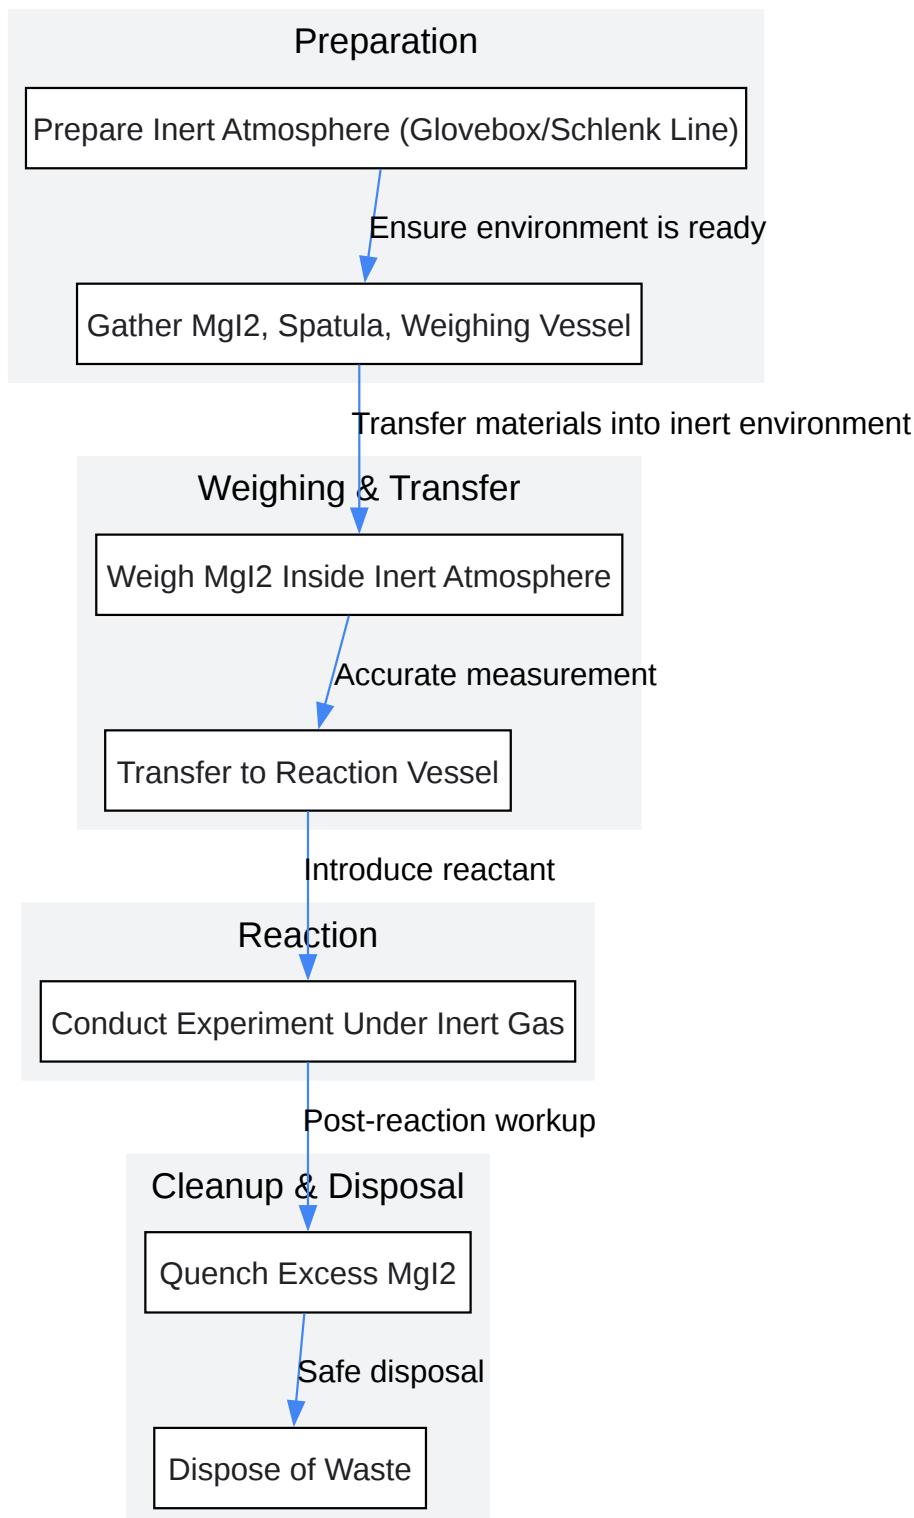 Preparation
Prepare Inert Atmosphere (Glovebox/Schlenk Line)
Ensure environment is ready
Gather MgI2, Spatula, Weighing Vessel
Transfer materials into inert environment
Weighing & Transfer
Weigh MgI2 Inside Inert Atmosphere
Accurate measurement
Transfer to Reaction Vessel
Introduce reactant
Reaction
Conduct Experiment Under Inert Gas
Post-reaction workup
Cleanup & Disposal
Quench Excess MgI2
Safe disposal
Dispose of Waste